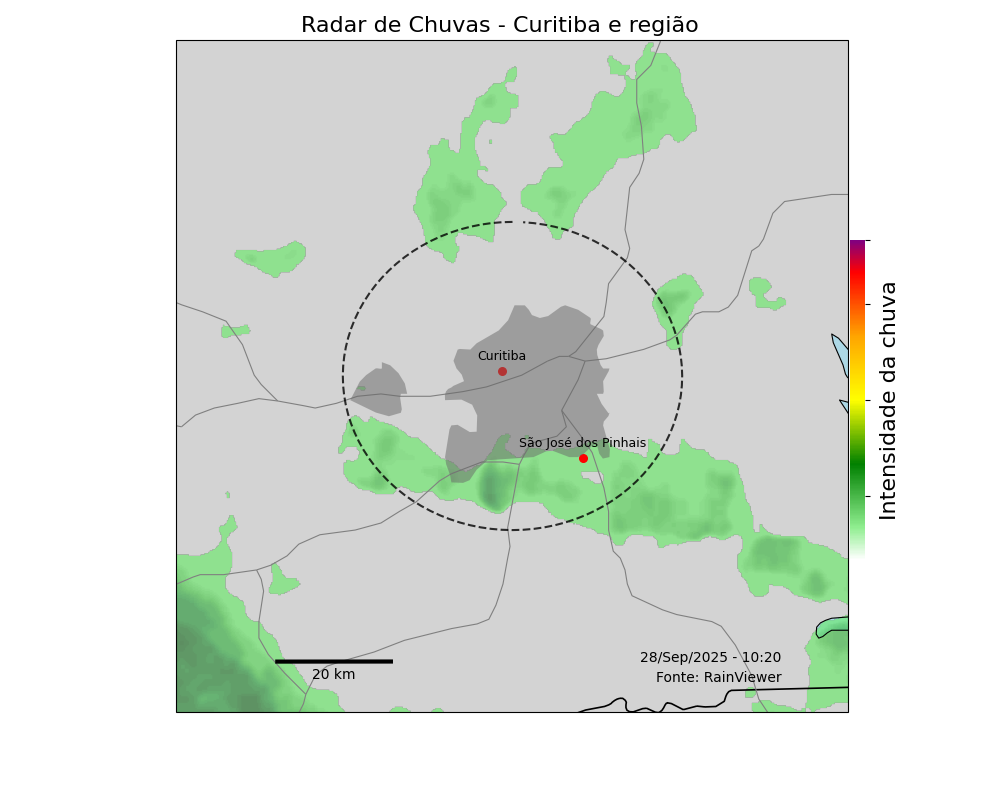 Radar de Chuvas - Curitiba e região
Curitiba
São José dos Pinhais
Intensidade da chuva
28/Sep/2025 - 10:20
Fonte: RainViewer
20 km